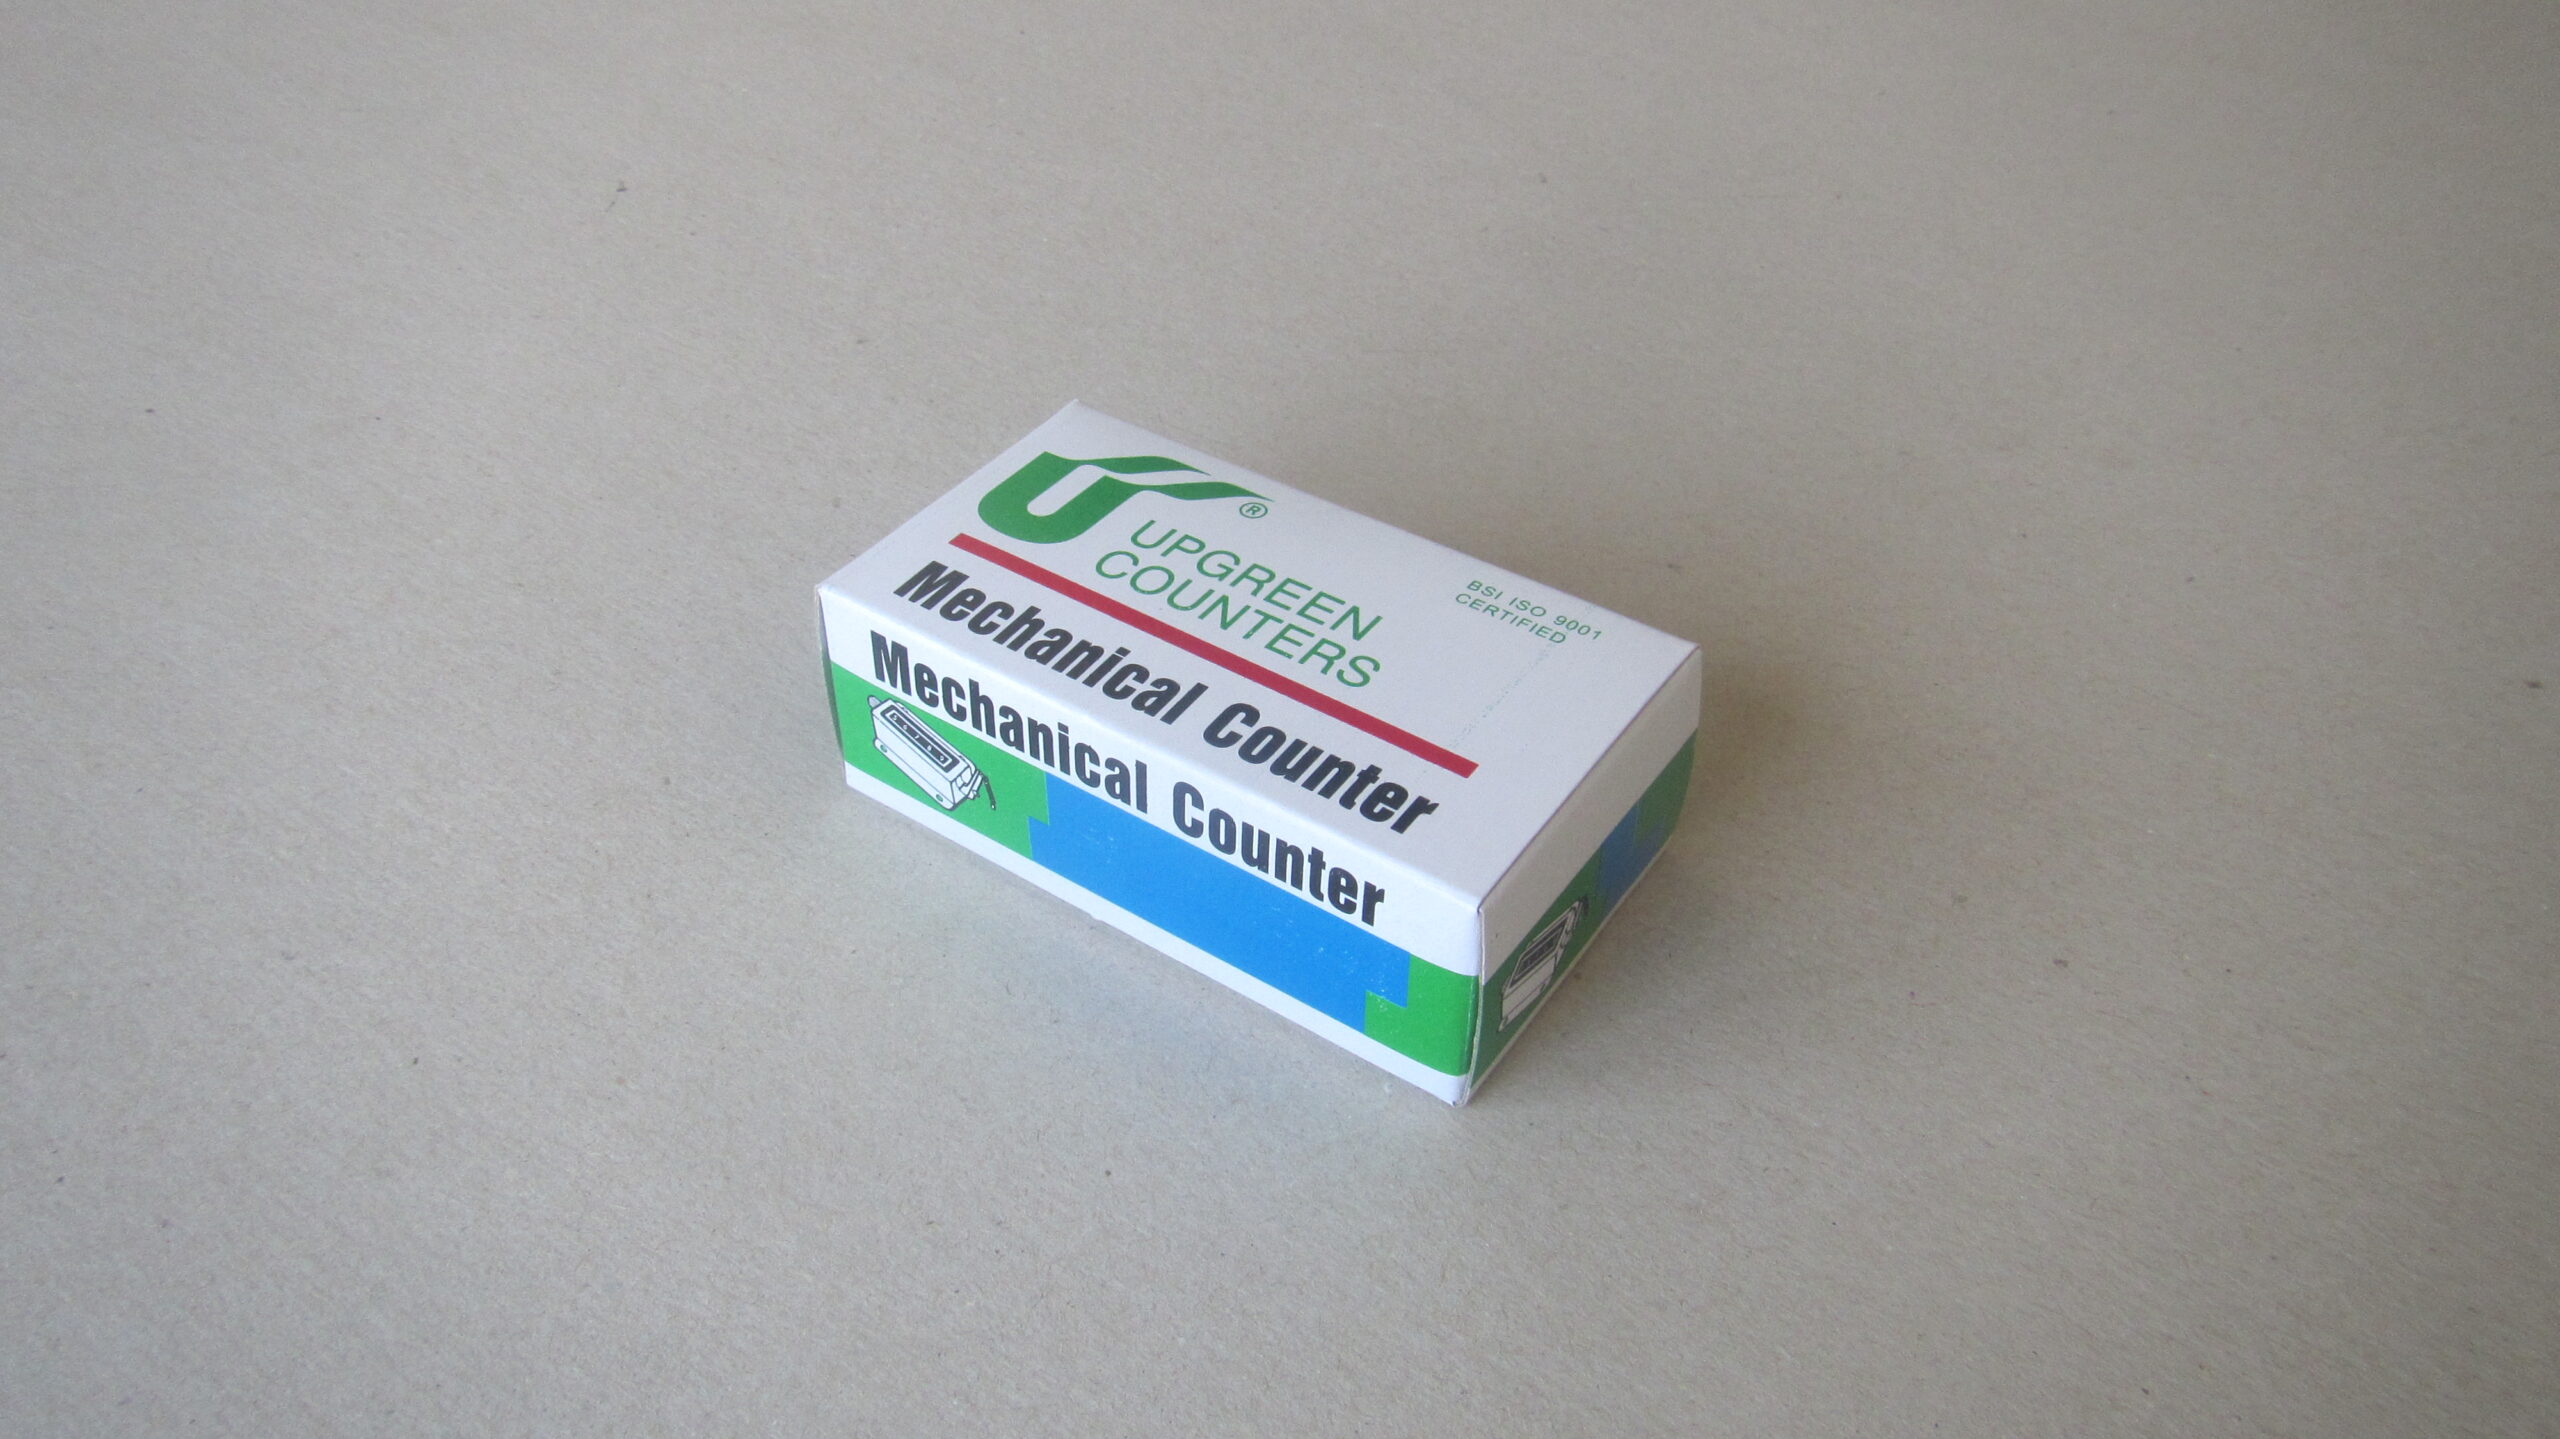 U®
UPGREEN
COUNTERS
BSI ISO 9001
CERTIFIED
Mechanical Counter
Mechanical Counter